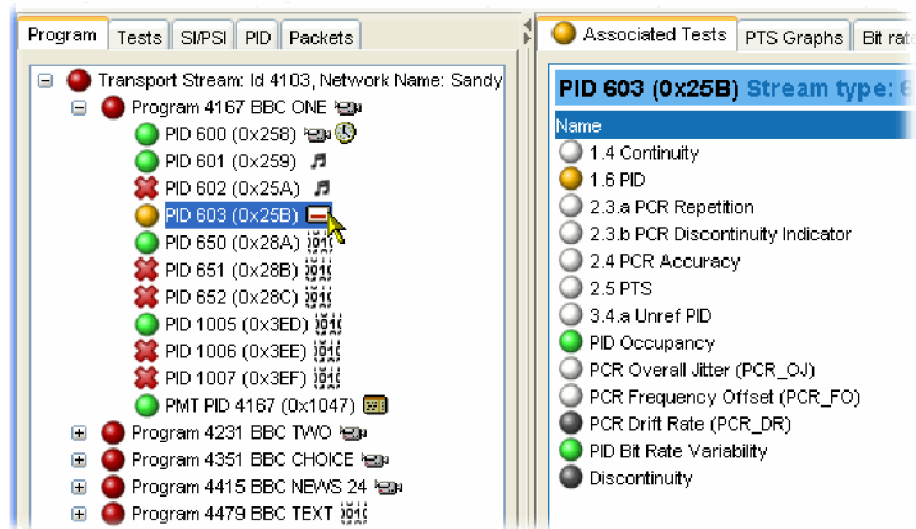 Program Tests SI/PSI PID Packets
Transport Stream: Id 4103, Network Name: Sandy
Program 4167 BBC ONE
PID 600 (0x258)
PID 601 (0x259)
PID 602 (0x25A)
PID 603 (0x25B)
PID 650 (0x28A)
PID 651 (0x28B)
PID 652 (0x28C)
PID 1005 (0x3ED)
PID 1006 (0x3EE)
PID 1007 (0x3EF)
PMT PID 4167 (0x1047)
Program 4231 BBC TWO
Program 4351 BBC CHOICE
Program 4415 BBC NEWS 24
Program 4479 BBC TEXT
Associated Tests PTS Graphs Bit rate
PID 603 (0x25B) Stream type: 6
Name
1.4 Continuity
1.6 PID
2.3.a PCR Repetition
2.3.b PCR Discontinuity Indicator
2.4 PCR Accuracy
2.5 PTS
3.4.a Unref PID
PID Occupancy
PCR Overall Jitter (PCR_OJ)
PCR Frequency Offset (PCR_FO)
PCR Drift Rate (PCR_DR)
PID Bit Rate Variability
Discontinuity